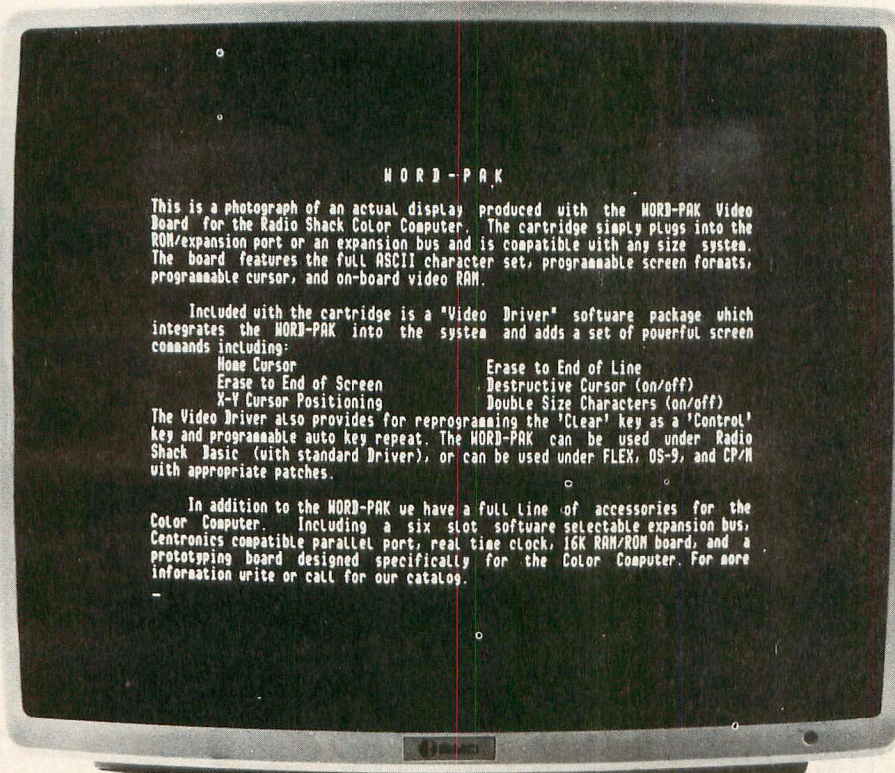 WORD-PAK
This is a photograph of an actual display produced with the WORD-PAK Video
Board for the Radio Shack Color Computer. The cartridge simply plugs into the
ROM/expansion port or an expansion bus and is compatible with any size system.
The board features the full ASCII character set, programmable screen formats,
programmable cursor, and on-board video RAM.
Included with the cartridge is a "Video Driver" software package which
integrates the WORD-PAK into the system and adds a set of powerful screen
commands including:
Home Cursor Erase to End of Line
Erase to End of Screen Destructive Cursor (on/off)
X-Y Cursor Positioning Double Size Characters (on/off)
The Video Driver also provides for reprogramming the 'Clear' key as a 'Control'
key and programmable auto key repeat. The WORD-PAK can be used under Radio
Shack Basic (with standard Driver), or can be used under FLEX, OS-9, and CP/M
with appropriate patches.
In addition to the WORD-PAK we have a full line of accessories for the
Color Computer. Including a six slot software selectable expansion bus,
Centronics compatible parallel port, real time clock, 16K RAM/ROM board, and a
prototyping board designed specifically for the Color Computer. For more
information write or call for our catalog.